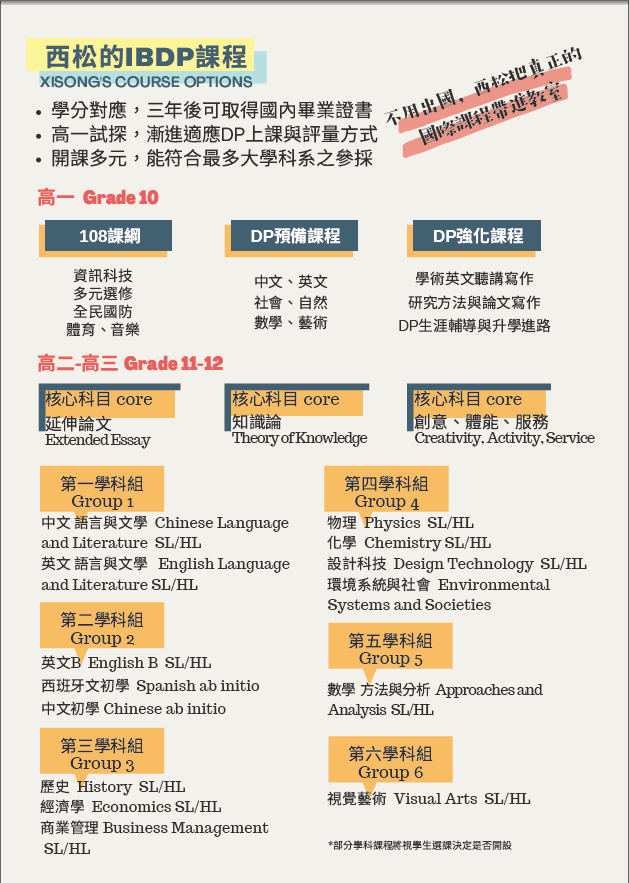 西松的IBDP課程
XISONG'S COURSE OPTIONS
不用出國，西松把真正的
國際課程帶進教室
• 學分對應，三年後可取得國內畢業證書
• 高一試探，漸進適應DP上課與評量方式
• 開課多元，能符合最多大學科系之參採
高一 Grade 10
108課綱
資訊科技
多元選修
全民國防
體育、音樂
DP預備課程
中文、英文
社會、自然
數學、藝術
DP強化課程
學術英文聽講寫作
研究方法與論文寫作
DP生涯輔導與升學進路
高二-高三 Grade 11-12
核心科目 core
延伸論文
Extended Essay
核心科目 core
知識論
Theory of Knowledge
核心科目 core
創意、體能、服務
Creativity, Activity, Service
第一學科組
Group 1
中文 語言與文學 Chinese Language
and Literature SL/HL
英文 語言與文學 English Language
and Literature SL/HL
第二學科組
Group 2
英文B English B SL/HL
西班牙文初學 Spanish ab initio
中文初學 Chinese ab initio
第三學科組
Group 3
歷史 History SL/HL
經濟學 Economics SL/HL
商業管理 Business Management
SL/HL
第四學科組
Group 4
物理 Physics SL/HL
化學 Chemistry SL/HL
設計科技 Design Technology SL/HL
環境系統與社會 Environmental
Systems and Societies
第五學科組
Group 5
數學 方法與分析 Approaches and
Analysis SL/HL
第六學科組
Group 6
視覺藝術 Visual Arts SL/HL
*部分學科課程將視學生選課決定是否開設